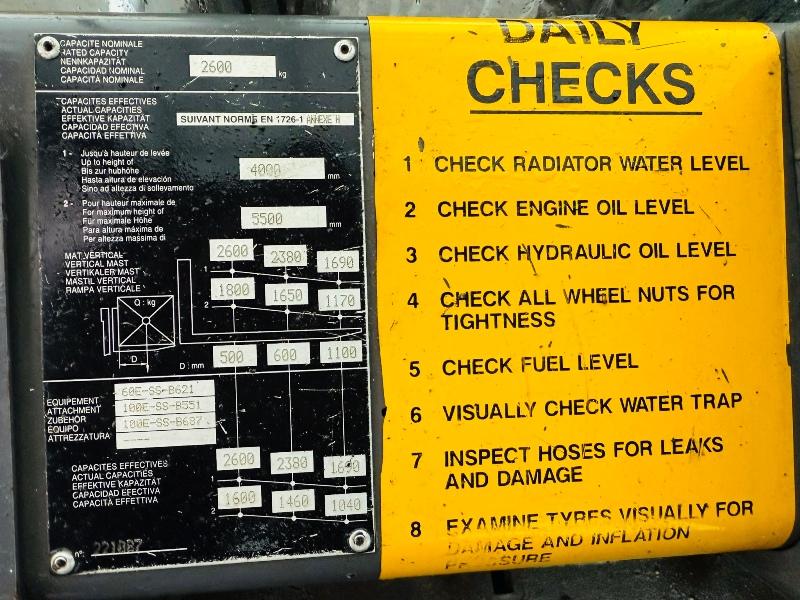 CAPACITE NOMINALE
RATED CAPACITY
NENNKAPAZITÄT
CAPACIDAD NOMINAL
CAPACITÀ NOMINALE
2600 kg
CAPACITES EFFECTIVES
ACTUAL CAPACITIES
EFFEKTIVE KAPAZITÄT
CAPACIDAD EFECTIVA
CAPACITÀ EFFETTIVA
SUIVANT NORME EN 1726-1 ANNEXE H
1 - Jusqu'à hauteur de levée
Up to height of
Bis zur hubhöhe
Hasta altura de elevación
Sino ad altezza di sollevamento
4000 mm
2 - Pour hauteur maximale de
For maximum height of
Für maximale Höhe
Para altura máxima de
Per altezza massima di
5500 mm
MAT VERTICAL
VERTICAL MAST
VERTIKALER MAST
MASTIL VERTICAL
RAMPA VERTICALE
1 2600 2380 1690
2 1800 1650 1170
Q : kg
D
D : mm 500 600 1100
EQUIPEMENT
ATTACHMENT
ZUBEHÖR
EQUIPO
ATTREZZATURA
60E-SS-B621
100E-SS-B551
100E-SS-B687
CAPACITES EFFECTIVES
ACTUAL CAPACITIES
EFFEKTIVE KAPAZITÄT
CAPACIDAD EFECTIVA
CAPACITÀ EFFETTIVA
1 2600 2380 1690
2 1600 1460 1040
n°:
DAILY
CHECKS
1 CHECK RADIATOR WATER LEVEL
2 CHECK ENGINE OIL LEVEL
3 CHECK HYDRAULIC OIL LEVEL
4 CHECK ALL WHEEL NUTS FOR
TIGHTNESS
5 CHECK FUEL LEVEL
6 VISUALLY CHECK WATER TRAP
7 INSPECT HOSES FOR LEAKS
AND DAMAGE
8 EXAMINE TYRES VISUALLY FOR
DAMAGE AND INFLATION
PRESSURE